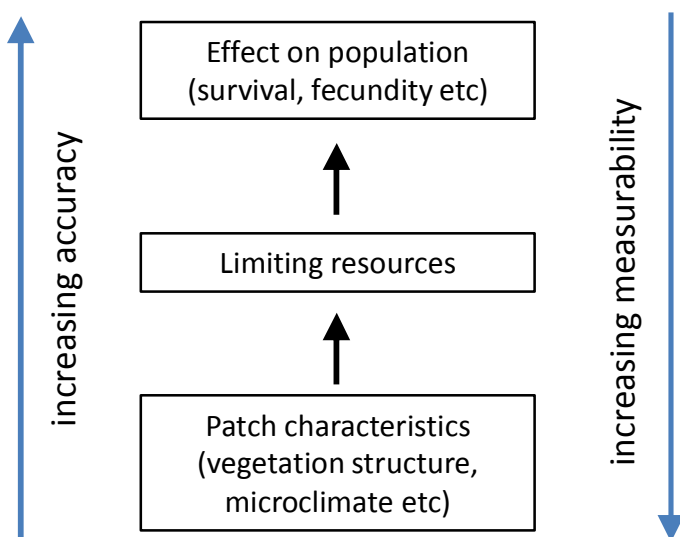 Effect on population
(survival, fecundity etc)
increasing accuracy
increasing measurability
Limiting resources
Patch characteristics
(vegetation structure,
microclimate etc)